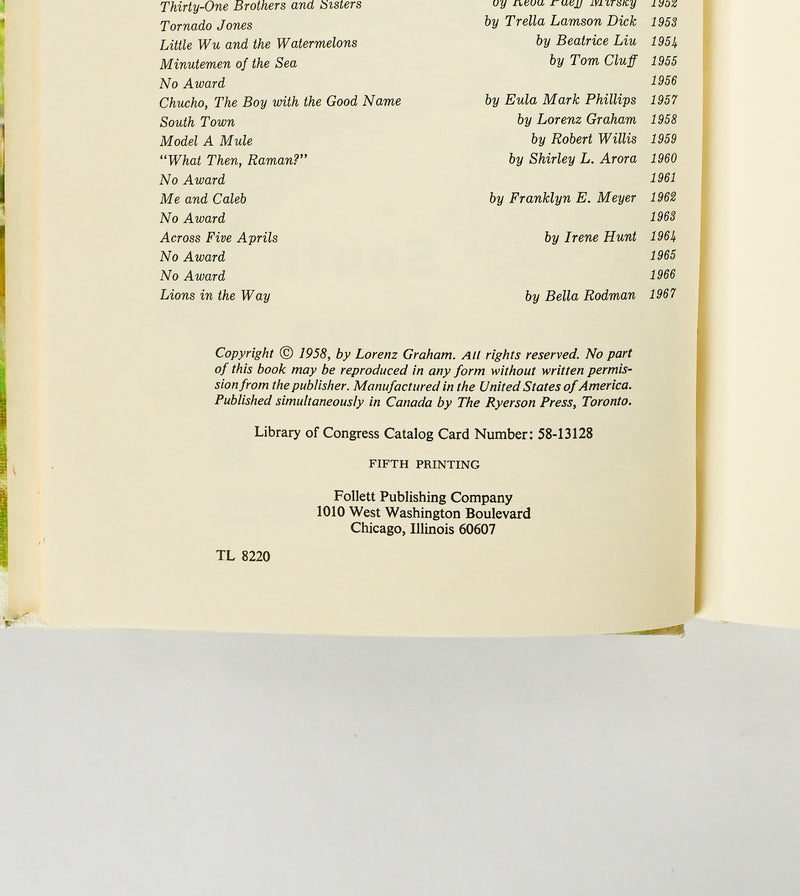 Thirty-One Brothers and Sisters by Reba Paeff Mirsky 1952
Tornado Jones by Trella Lamson Dick 1953
Little Wu and the Watermelons by Beatrice Liu 1954
Minutemen of the Sea by Tom Cluff 1955
No Award 1956
Chucho, The Boy with the Good Name by Eula Mark Phillips 1957
South Town by Lorenz Graham 1958
Model A Mule by Robert Willis 1959
“What Then, Raman?” by Shirley L. Arora 1960
No Award 1961
Me and Caleb by Franklyn E. Meyer 1962
No Award 1963
Across Five Aprils by Irene Hunt 1964
No Award 1965
No Award 1966
Lions in the Way by Bella Rodman 1967
Copyright © 1958, by Lorenz Graham. All rights reserved. No part
of this book may be reproduced in any form without written permis-
sion from the publisher. Manufactured in the United States of America.
Published simultaneously in Canada by The Ryerson Press, Toronto.
Library of Congress Catalog Card Number: 58-13128
FIFTH PRINTING
Follett Publishing Company
1010 West Washington Boulevard
Chicago, Illinois 60607
TL 8220